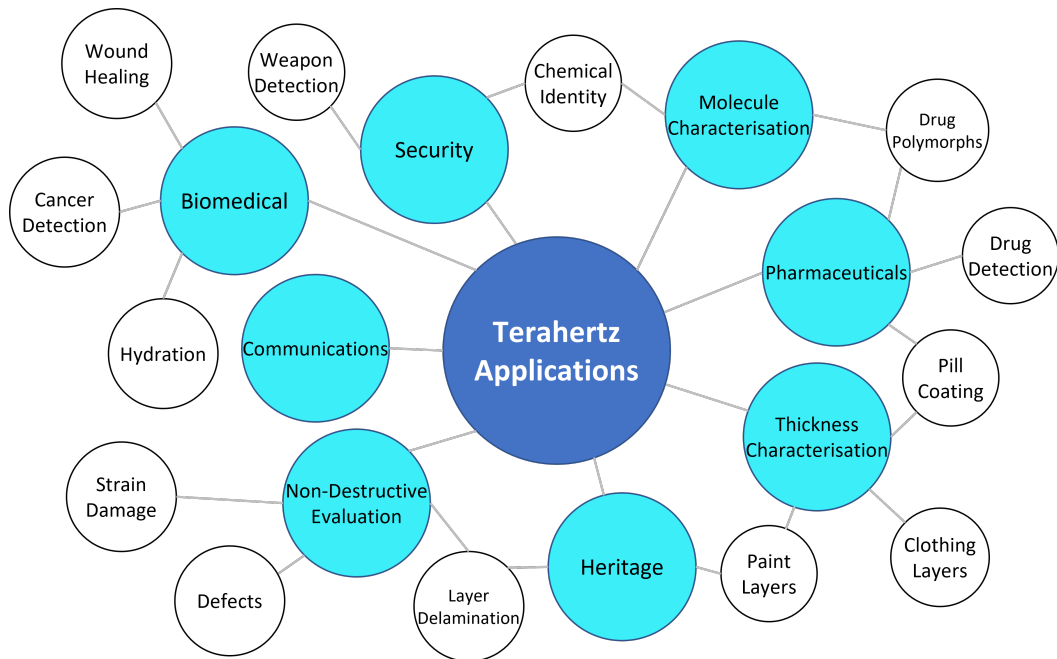 Wound
Healing
Weapon
Detection
Chemical
Identity
Molecule
Characterisation
Drug
Polymorphs
Security
Biomedical
Cancer
Detection
Drug
Detection/
Pharmaceuticals
Terahertz
Applications
Communications
Hydration
Pill
Coating
Thickness
Characterisation
Strain
Damage
Non-Destructive
Evaluation
Heritage
Paint
Layers
Clothing
Layers
Defects
Layer
Delamination